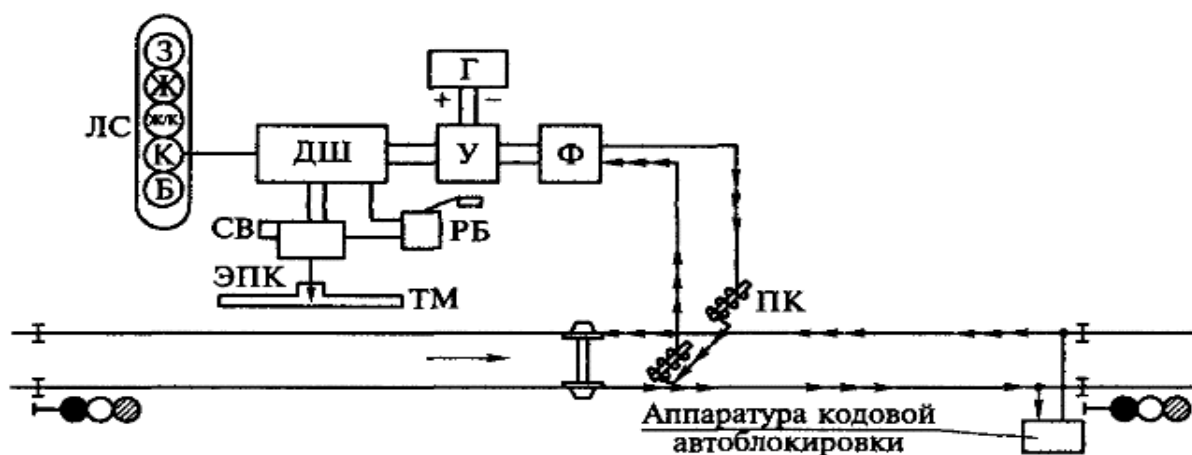 З
Ж
Ж/К
К
Б
ЛС
Г
+ −
ДШ
У
Ф
СВ
РБ
ЭПК
ТМ
ПК
Аппаратура кодовой
автоблокировки